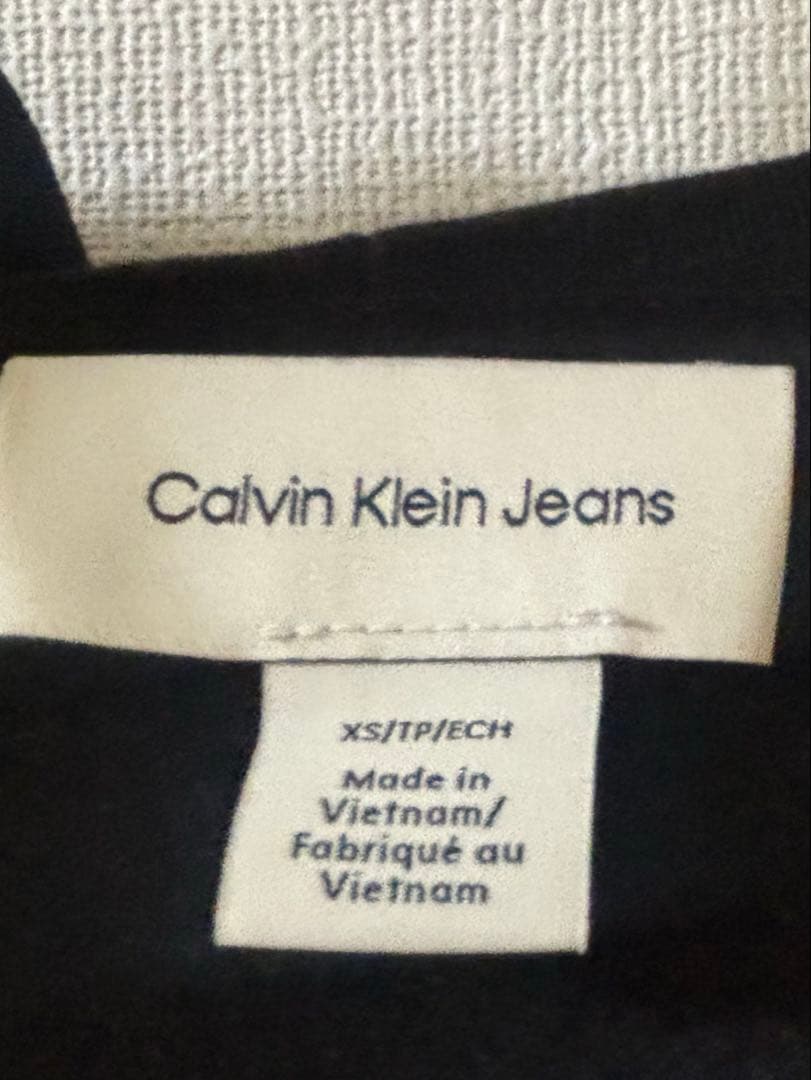 Calvin Klein Jeans
XS/TP/ECH
Made in
Vietnam/
Fabriqué au
Vietnam